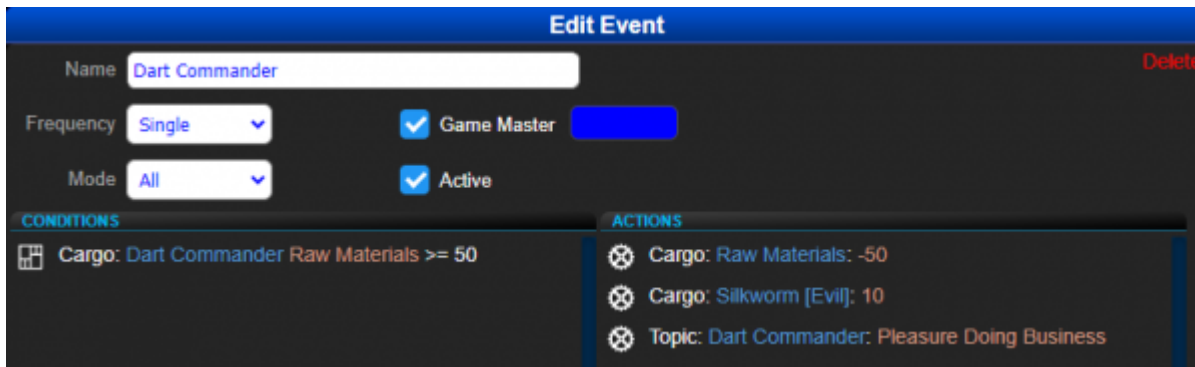 Edit Event
Name Dart Commander Delete
Frequency Single Game Master
Mode All Active
CONDITIONS ACTIONS
Cargo: Dart Commander Raw Materials >= 50 Cargo: Raw Materials: -50
Cargo: Silkworm [Evil]: 10
Topic: Dart Commander: Pleasure Doing Business